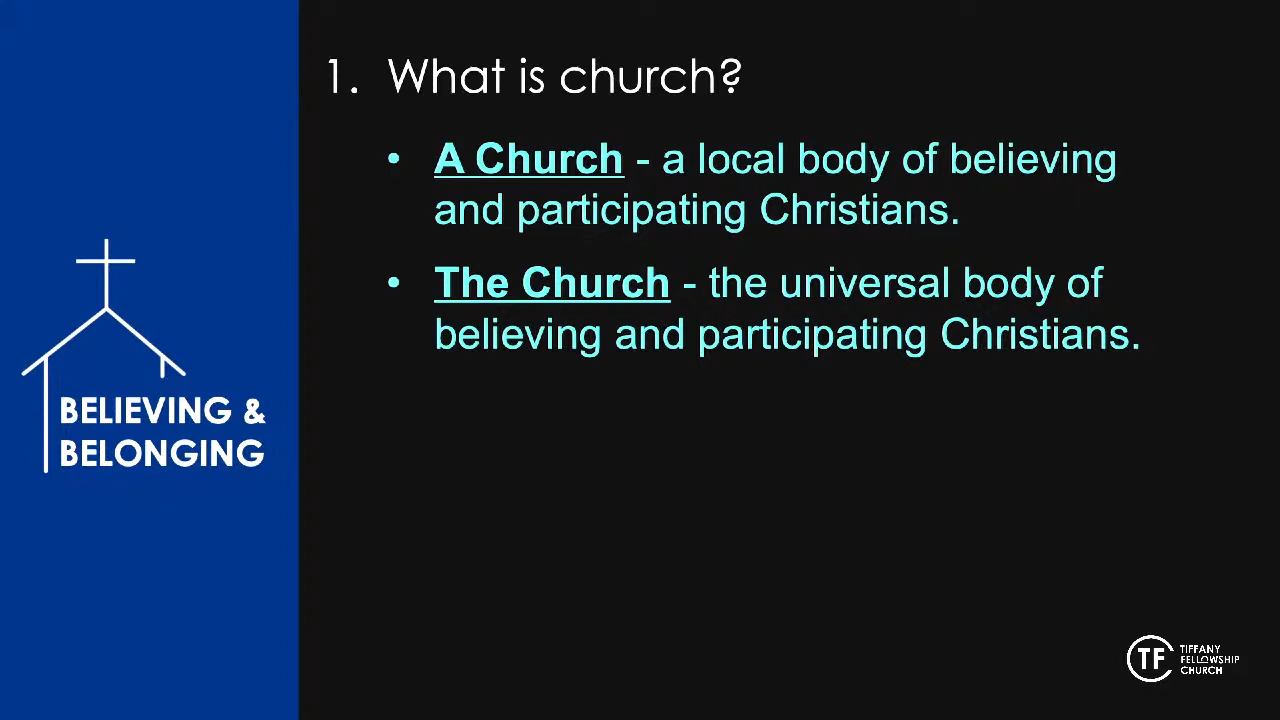 1. What is church?
• A Church - a local body of believing
and participating Christians.
• The Church - the universal body of
believing and participating Christians.
BELIEVING &
BELONGING
TF
TIFFANY
FELLOWSHIP
CHURCH